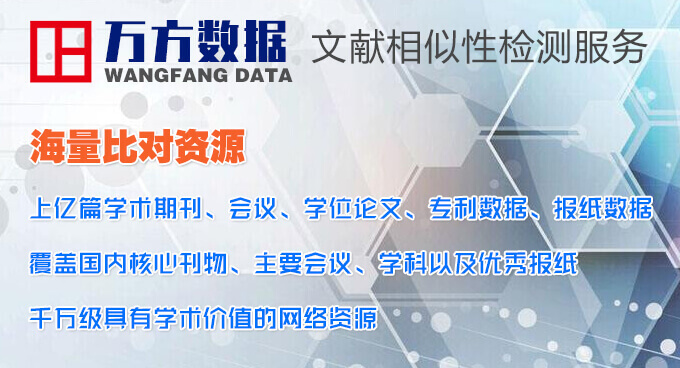 万方数据 文献相似性检测服务
WANGFANG DATA
海量比对资源
上亿篇学术期刊、会议、学位论文、专利数据、报纸数据
覆盖国内核心刊物、主要会议、学科以及优秀报纸
千万级具有学术价值的网络资源